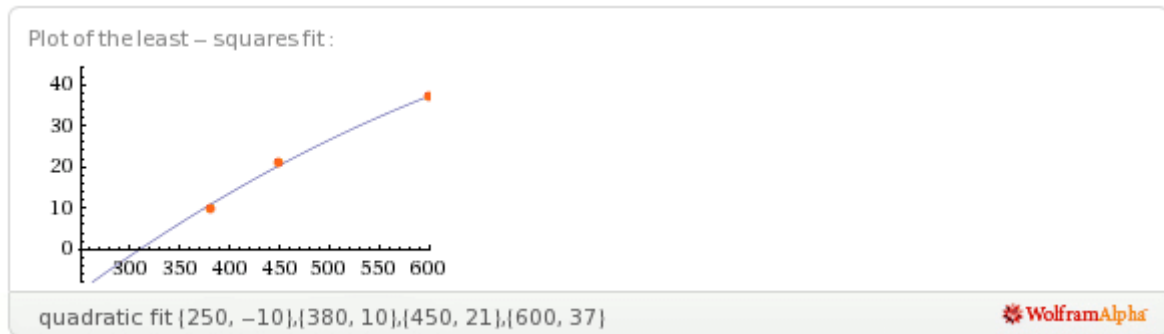 Plot of the least – squares fit :
40
30
20
10
0
300 350 400 450 500 550 600
quadratic fit {250, −10},{380, 10},{450, 21},{600, 37}
WolframAlpha